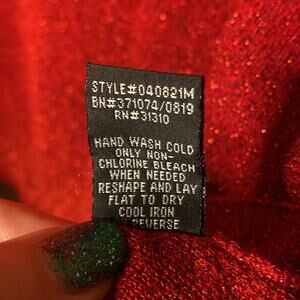 STYLE#040821M
BN#371074/0819
RN#31310
HAND WASH COLD
ONLY NON-
CHLORINE BLEACH
WHEN NEEDED
RESHAPE AND LAY
FLAT TO DRY
COOL IRON
REVERSE